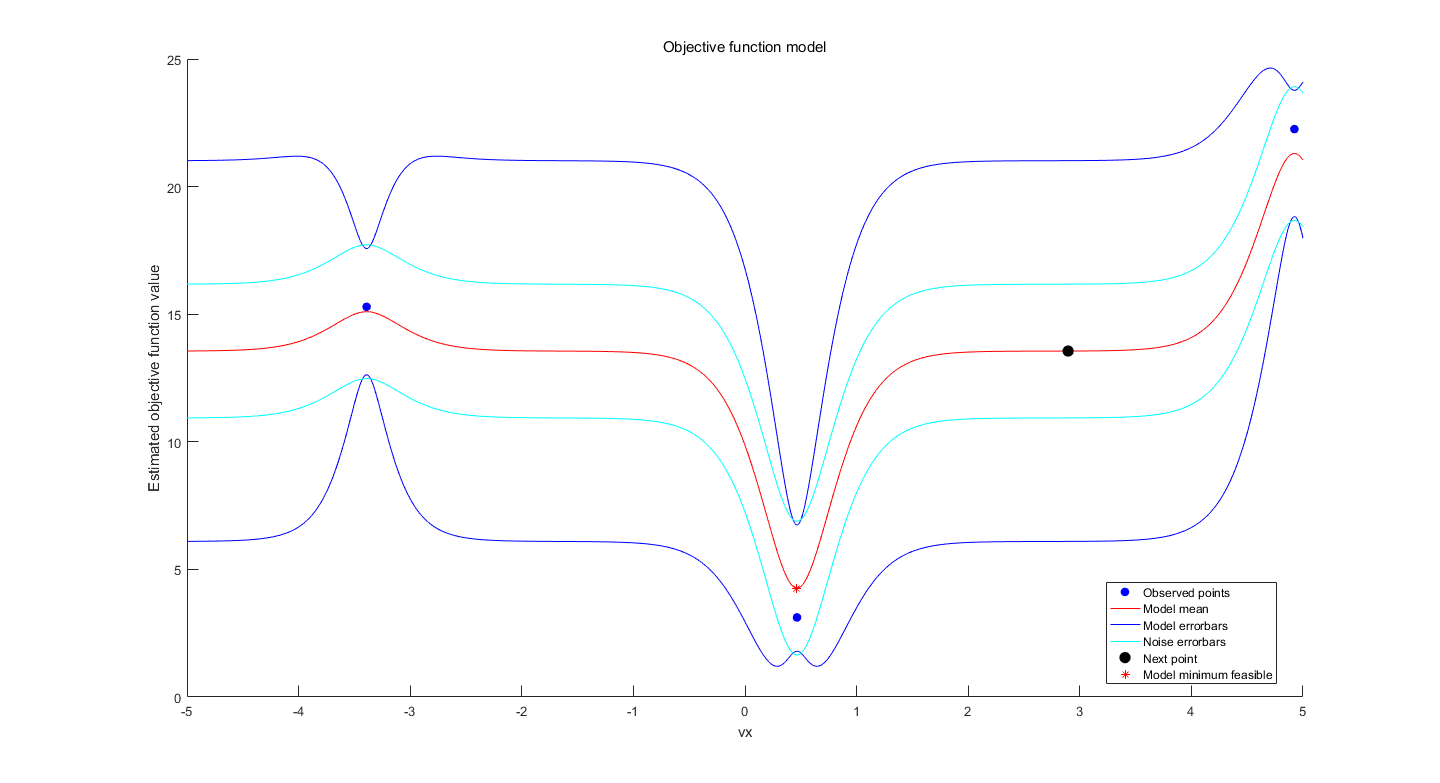 Objective function model
25
20
15
10
5
0
Estimated objective function value
-5 -4 -3 -2 -1 0 1 2 3 4 5
vx
Observed points
Model mean
Model errorbars
Noise errorbars
Next point
Model minimum feasible